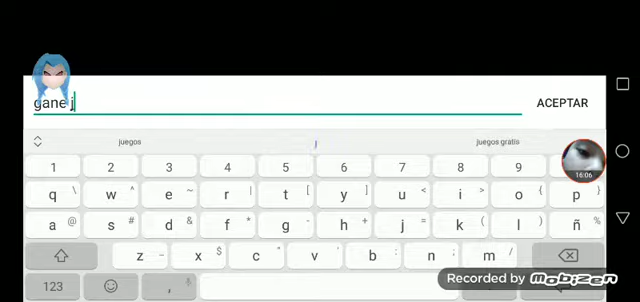 gane j
ACEPTAR
juegos j juegos gratis
1 2 3 4 5 6 7 8 9
16:06
q \ w ^ e ~ r | t [ y ] u < i > o { p }
a @ s # d & f * g - h + j = k ( l ) ñ %
z _ x $ c " v ' b : n ; m /
123 ,
Recorded by Mobizen